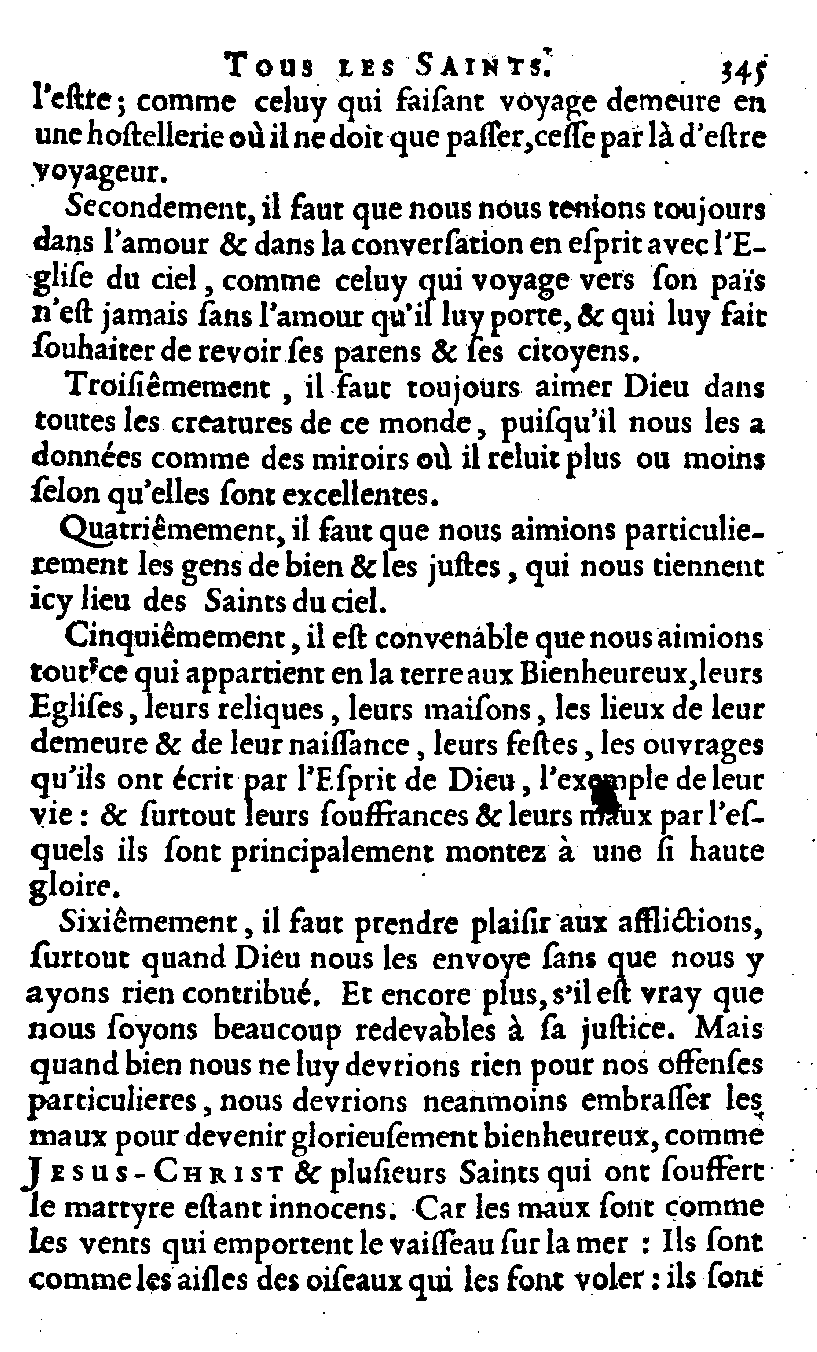 TOUS LES SAINTS. 345
l'eſtre; comme celuy qui faiſant voyage demeure en
une hoſtellerie où il ne doit que paſſer, ceſſe par là d'eſtre
voyageur.
Secondement, il faut que nous nous tenions toujours
dans l'amour & dans la converſation en eſprit avec l'E-
gliſe du ciel, comme celuy qui voyage vers ſon païs
n'eſt jamais ſans l'amour qu'il luy porte, & qui luy fait
ſouhaiter de revoir ſes parens & ſes citoyens.
Troiſiêmement, il faut toujours aimer Dieu dans
toutes les creatures de ce monde, puiſqu'il nous les a
données comme des miroirs où il reluit plus ou moins
ſelon qu'elles ſont excellentes.
Quatriêmement, il faut que nous aimions particulie-
rement les gens de bien & les juſtes, qui nous tiennent
icy lieu des Saints du ciel.
Cinquiêmement, il eſt convenable que nous aimions
tout ce qui appartient en la terre aux Bienheureux, leurs
Egliſes, leurs reliques, leurs maiſons, les lieux de leur
demeure & de leur naiſſance, leurs feſtes, les ouvrages
qu'ils ont écrit par l'Eſprit de Dieu, l'exemple de leur
vie: & ſurtout leurs ſouffrances & leurs maux par l'eſ-
quels ils ſont principalement montez à une ſi haute
gloire.
Sixiêmement, il faut prendre plaiſir aux afflictions,
ſurtout quand Dieu nous les envoye ſans que nous y
ayons rien contribué. Et encore plus, s'il eſt vray que
nous ſoyons beaucoup redevables à ſa juſtice. Mais
quand bien nous ne luy devrions rien pour nos offenſes
particulieres, nous devrions neanmoins embraſſer les
maux pour devenir glorieuſement bienheureux, comme
JESUS-CHRIST & pluſieurs Saints qui ont ſouffert
le martyre eſtant innocens. Car les maux ſont comme
les vents qui emportent le vaiſſeau ſur la mer: Ils ſont
comme les aiſles des oiſeaux qui les font voler: ils ſont